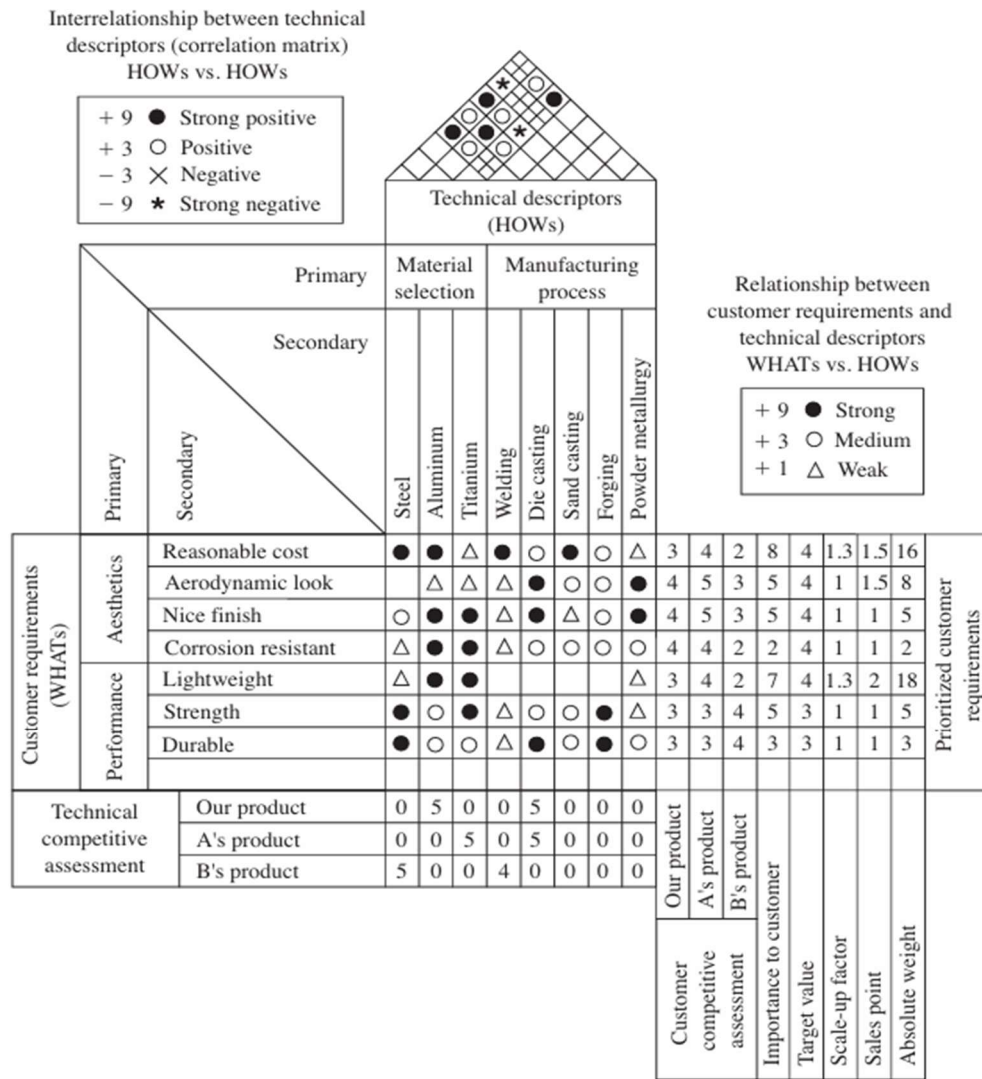 Interrelationship between technical
descriptors (correlation matrix)
HOWs vs. HOWs
+ 9 ● Strong positive
+ 3 ○ Positive
− 3 × Negative
− 9 * Strong negative
Technical descriptors
(HOWs)
Primary
Material
selection
Manufacturing
process
Secondary
Steel
Aluminum
Titanium
Welding
Die casting
Sand casting
Forging
Powder metallurgy
Relationship between
customer requirements and
technical descriptors
WHATs vs. HOWs
+ 9 ● Strong
+ 3 ○ Medium
+ 1 △ Weak
Primary
Secondary
Customer requirements
(WHATs)
Aesthetics
Performance
Reasonable cost ● ● △ ● ○ ● ○ △ 3 4 2 8 4 1.3 1.5 16
Aerodynamic look △ △ △ ● ○ ○ ● 4 5 3 5 4 1 1.5 8
Nice finish ○ ● ● △ ● △ ○ ● 4 5 3 5 4 1 1 5
Corrosion resistant △ ● ● △ ○ ○ ○ ○ 4 4 2 2 4 1 1 2
Lightweight △ ● ● △ 3 4 2 7 4 1.3 2 18
Strength ● ○ ● △ ○ ○ ● △ 3 3 4 5 3 1 1 5
Durable ● ○ ○ △ ● ○ ● ○ 3 3 4 3 3 1 1 3
Prioritized customer
requirements
Technical
competitive
assessment
Our product 0 5 0 0 5 0 0 0
A's product 0 0 5 0 5 0 0 0
B's product 5 0 0 4 0 0 0 0
Our product
A's product
B's product
Customer
competitive
assessment
Importance to customer
Target value
Scale-up factor
Sales point
Absolute weight